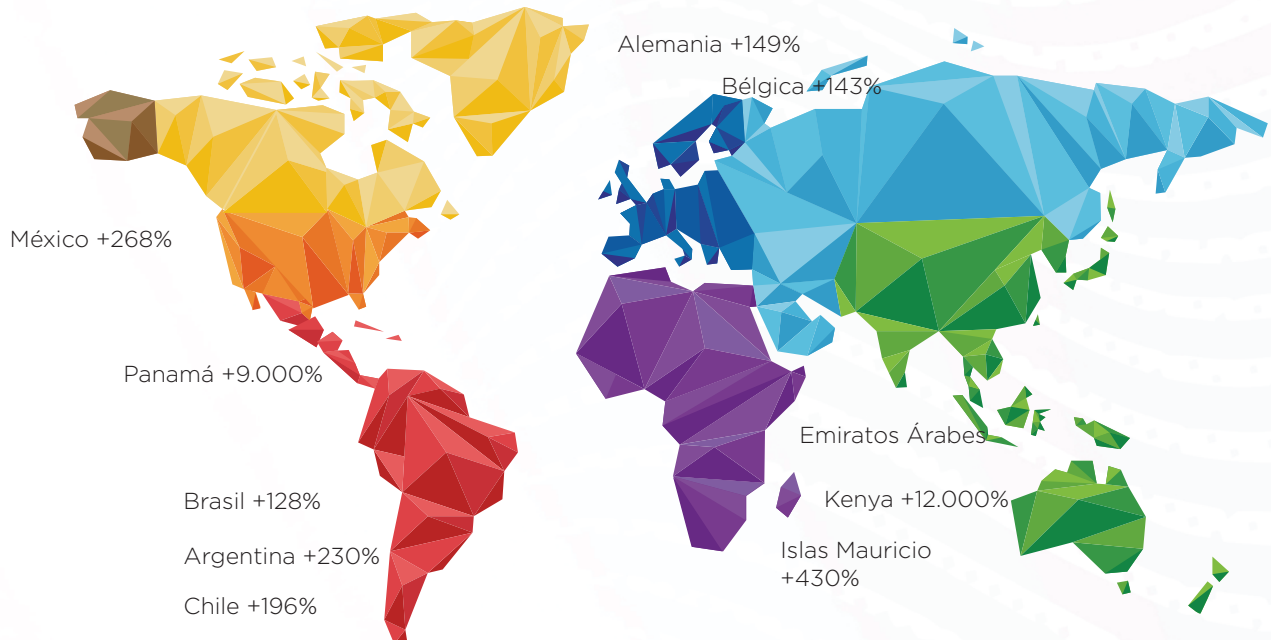 Alemania +149%
Bélgica +143%
México +268%
Panamá +9.000%
Emiratos Árabes
Brasil +128%
Kenya +12.000%
Argentina +230%
Islas Mauricio
+430%
Chile +196%